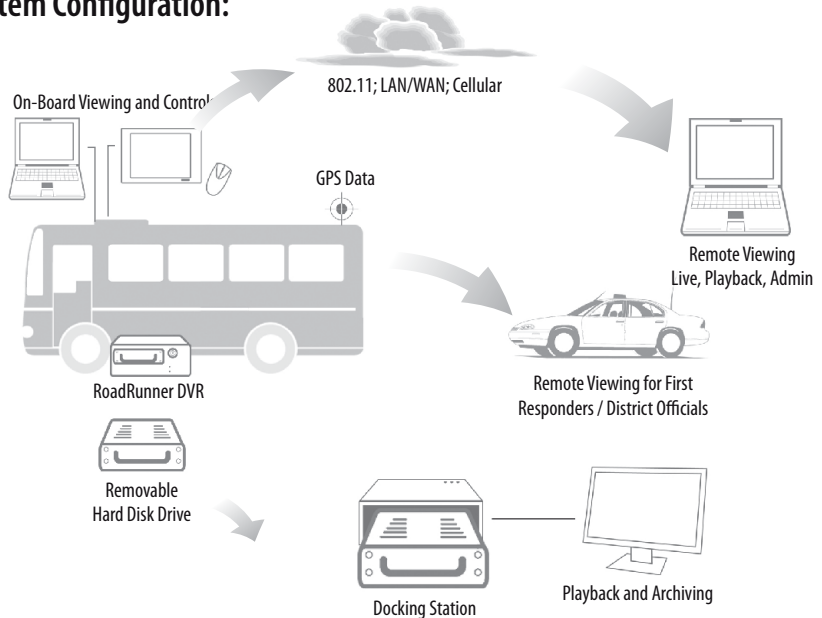 tem Configuration:
802.11; LAN/WAN; Cellular
On-Board Viewing and Control
GPS Data
Remote Viewing
Live, Playback, Admin
RoadRunner DVR
Remote Viewing for First
Responders / District Officials
Removable
Hard Disk Drive
Docking Station
Playback and Archiving